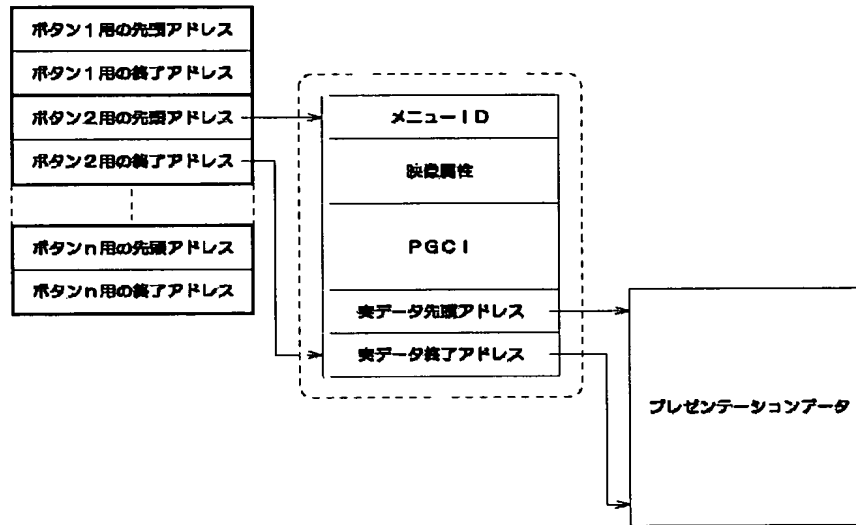 ボタン1用の先頭アドレス
ボタン1用の終了アドレス
ボタン2用の先頭アドレス
ボタン2用の終了アドレス
ボタンn用の先頭アドレス
ボタンn用の終了アドレス
メニューID
映像属性
PGCI
実データ先頭アドレス
実データ終了アドレス
プレゼンテーションデータ